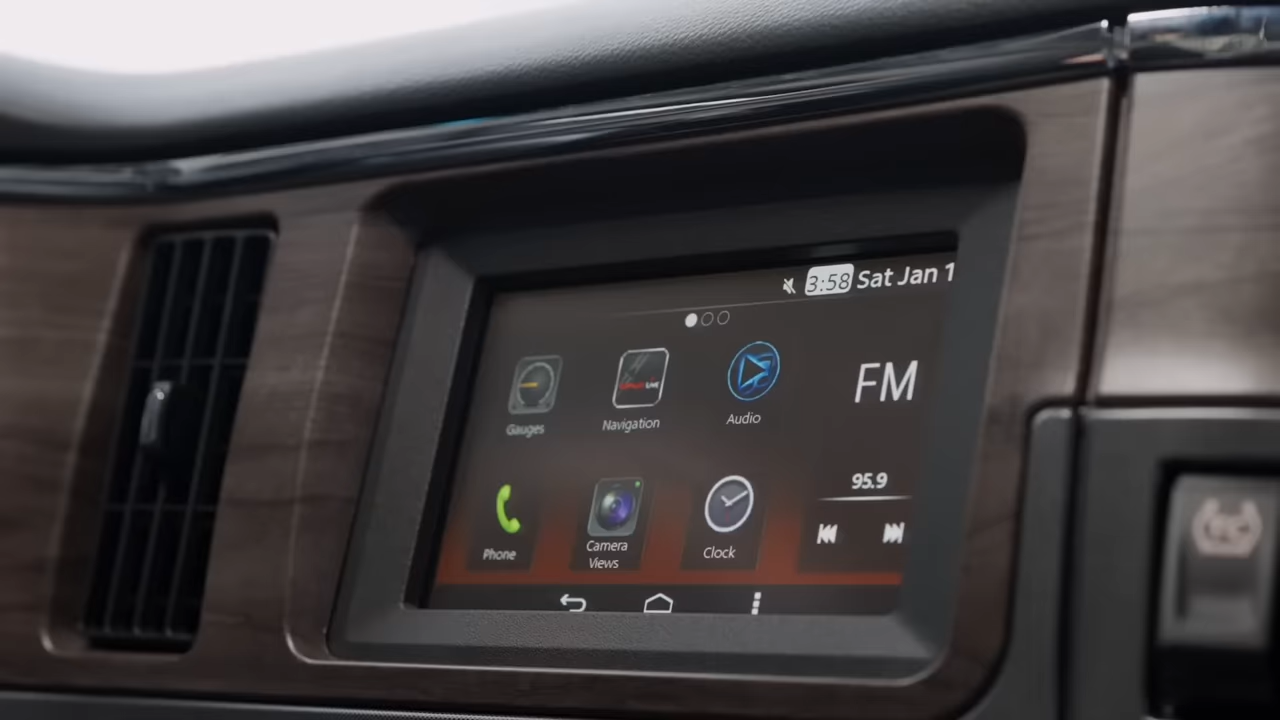 3:58 Sat Jan 1
Gauges
Navigation
Audio
FM
95.9
Phone
Camera
Views
Clock